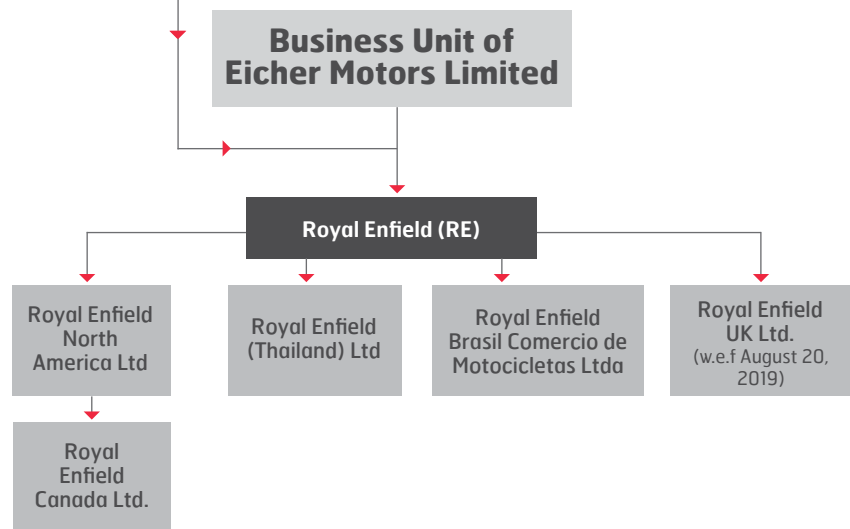 Business Unit of
Eicher Motors Limited
Royal Enfield (RE)
Royal Enfield
North
America Ltd
Royal Enfield
(Thailand) Ltd
Royal Enfield
Brasil Comercio de
Motocicletas Ltda
Royal Enfield
UK Ltd.
(w.e.f August 20,
2019)
Royal
Enfield
Canada Ltd.